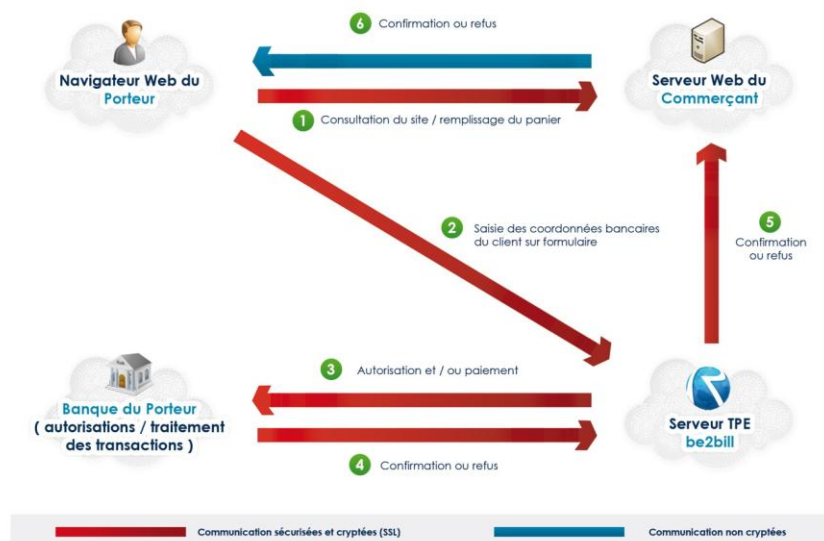 6 Confirmation ou refus
Navigateur Web du
Porteur
Serveur Web du
Commerçant
1 Consultation du site / remplissage du panier
2 Saisie des coordonnées bancaires
du client sur formulaire
5
Confirmation
ou refus
3 Autorisation et / ou paiement
Banque du Porteur
( autorisations / traitement
des transactions )
Serveur TPE
be2bill
4 Confirmation ou refus
Communication sécurisées et cryptées (SSL)
Communication non cryptées